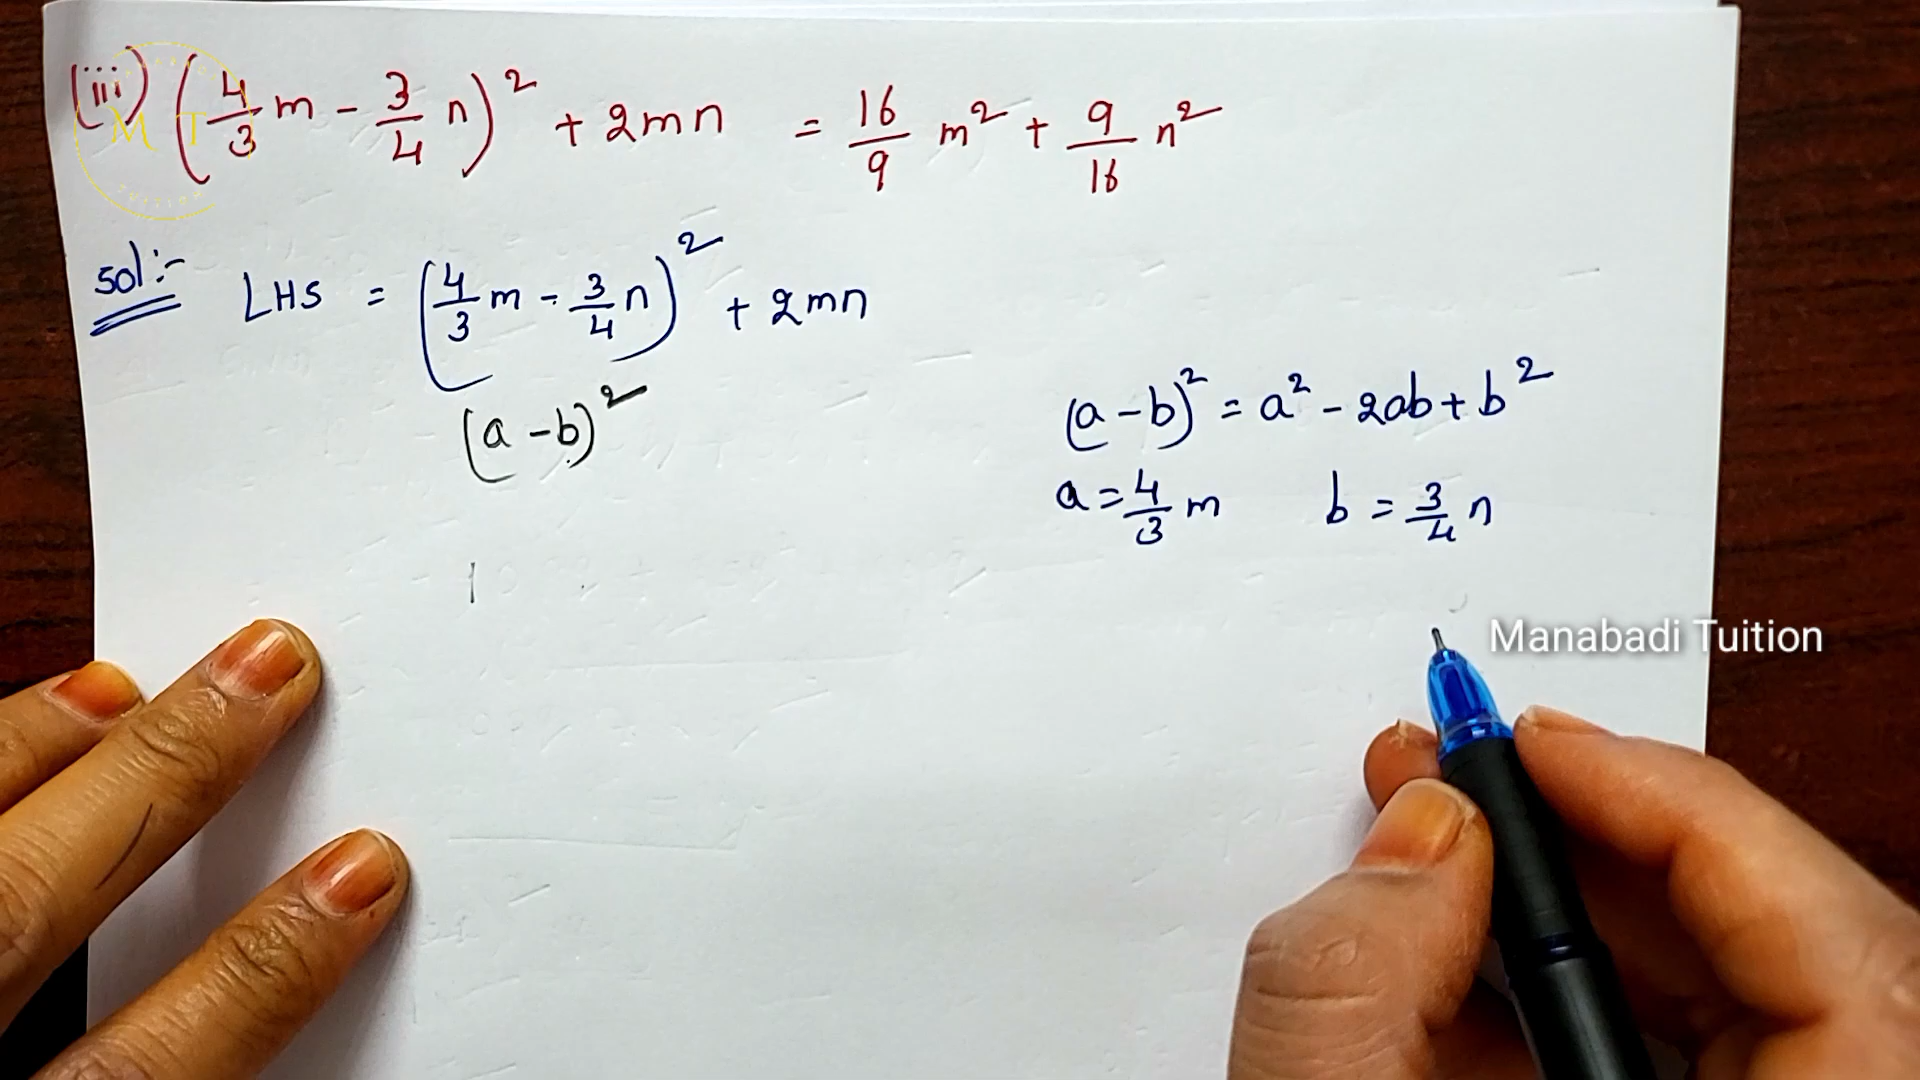 (iii) (4/3 m - 3/4 n)² + 2mn = 16/9 m² + 9/16 n²
Sol:- LHS = (4/3 m - 3/4 n)² + 2mn
(a - b)²
(a - b)² = a² - 2ab + b²
a = 4/3 m b = 3/4 n
Manabadi Tuition
M T
TUITION